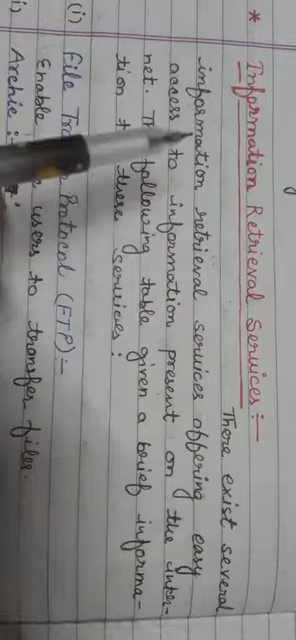 * Information Retrieval Services :-
There exist several
information retrieval services offering easy
access to information present on the inter-
net. following table given a brief informa-
tion these services :
(i) File Protocol (FTP) :-
Enable users to transfer files.
i) Archie :-